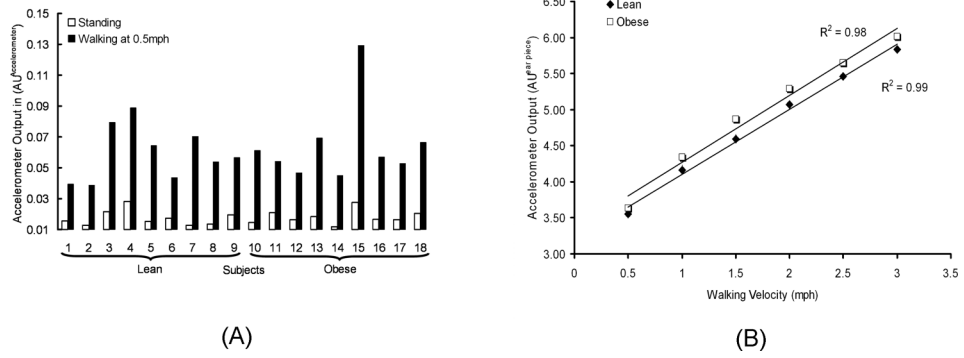 0.15
0.13
0.11
0.09
0.07
0.05
0.03
0.01
Accelerometer Output in (AU^Accelerometer)
Standing
Walking at 0.5mph
1 2 3 4 5 6 7 8 9 10 11 12 13 14 15 16 17 18
Lean Subjects Obese
(A)
6.00
5.50
5.00
4.50
4.00
3.50
3.00
Accelerometer Output (AU^ear piece)
Lean
Obese
R² = 0.98
R² = 0.99
0 0.5 1 1.5 2 2.5 3 3.5
Walking Velocity (mph)
(B)